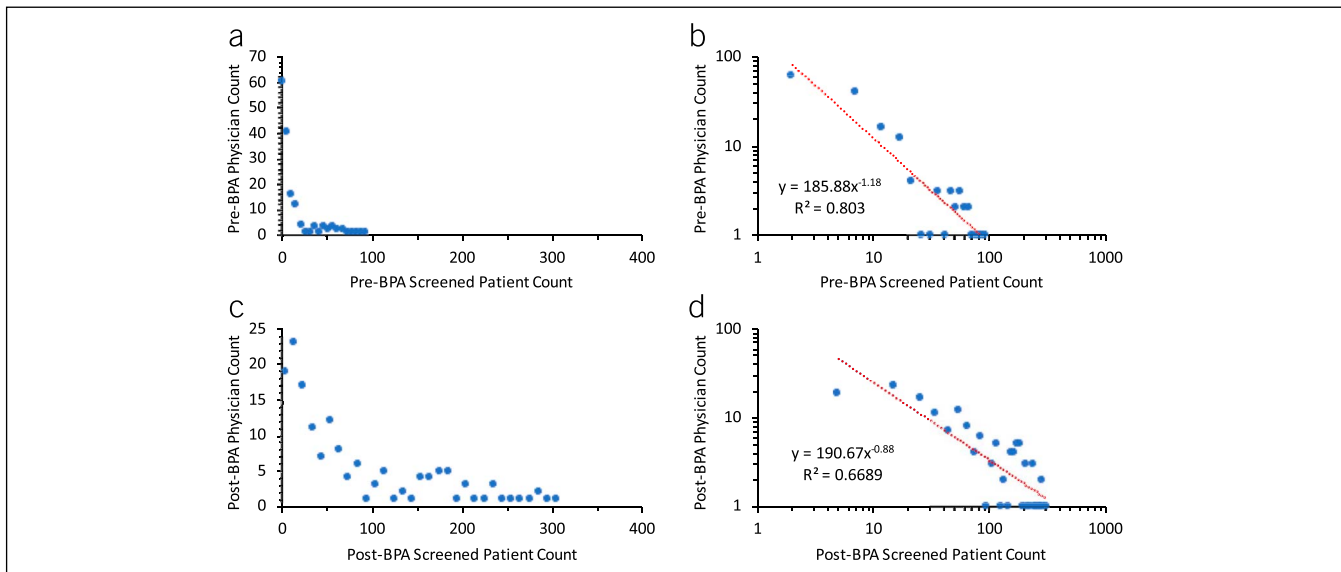 a
70
60
50
40
30
20
10
0
Pre-BPA Physician Count
0 100 200 300 400
Pre-BPA Screened Patient Count
b
100
10
1
Pre-BPA Physician Count
y = 185.88x^-1.18
R² = 0.803
1 10 100 1000
Pre-BPA Screened Patient Count
c
25
20
15
10
5
0
Post-BPA Physician Count
0 100 200 300 400
Post-BPA Screened Patient Count
d
100
10
1
Post-BPA Physician Count
y = 190.67x^-0.88
R² = 0.6689
1 10 100 1000
Post-BPA Screened Patient Count